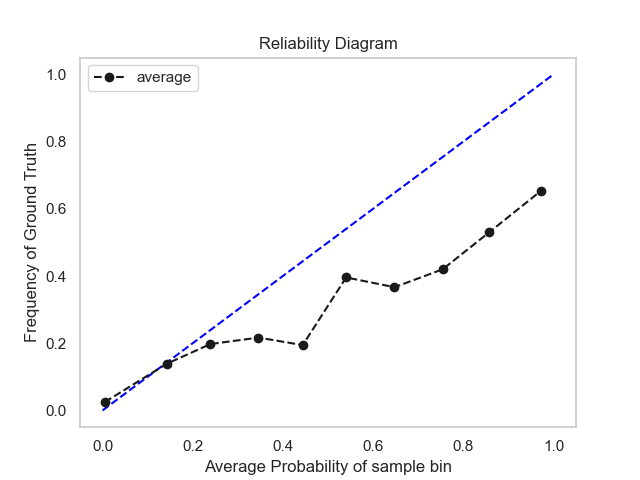 Reliability Diagram
average
Frequency of Ground Truth
1.0
0.8
0.6
0.4
0.2
0.0
0.0 0.2 0.4 0.6 0.8 1.0
Average Probability of sample bin